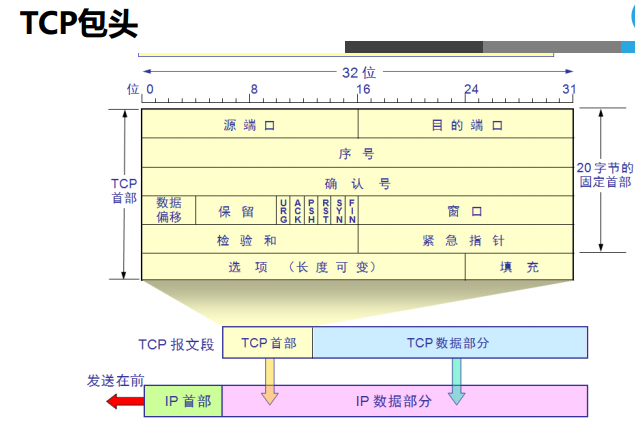 TCP包头
32 位
位 0 8 16 24 31
源 端 口 目 的 端 口
序 号
TCP
首部
20 字节的
固定首部
确 认 号
数据
偏移
保 留
URG
ACK
PSH
RST
SYN
FIN
窗 口
检 验 和 紧 急 指 针
选 项 （长 度 可 变） 填 充
TCP 报文段 TCP 首部 TCP 数据部分
发送在前
IP 首部 IP 数据部分